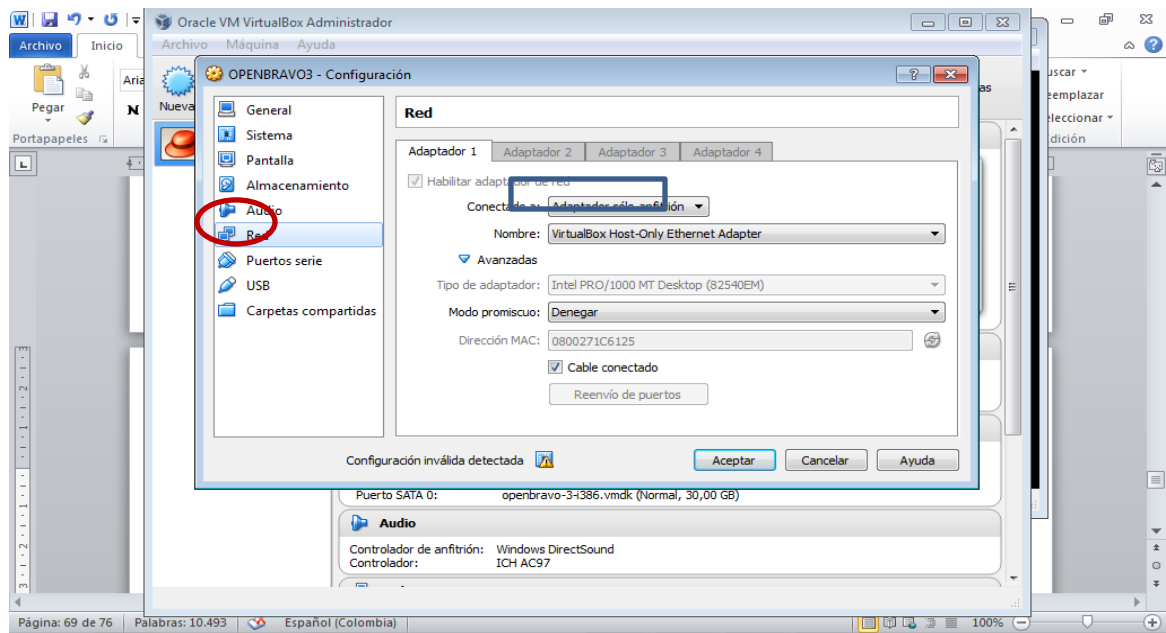 Oracle VM VirtualBox Administrador
Archivo Inicio
Archivo Máquina Ayuda
Pegar
Portapapeles
N
Nueva
OPENBRAVO3 - Configuración
General
Sistema
Pantalla
Almacenamiento
Audio
Red
Puertos serie
USB
Carpetas compartidas
Red
Adaptador 1 Adaptador 2 Adaptador 3 Adaptador 4
Habilitar adaptador de red
Conectado a: Adaptador sólo-anfitrión
Nombre: VirtualBox Host-Only Ethernet Adapter
Avanzadas
Tipo de adaptador: Intel PRO/1000 MT Desktop (82540EM)
Modo promiscuo: Denegar
Dirección MAC: 0800271C6125
Cable conectado
Reenvío de puertos
Configuración inválida detectada Aceptar Cancelar Ayuda
Puerto SATA 0: openbravo-3-i386.vmdk (Normal, 30,00 GB)
Audio
Controlador de anfitrión: Windows DirectSound
Controlador: ICH AC97
Página: 69 de 76 Palabras: 10.493 Español (Colombia) 100%